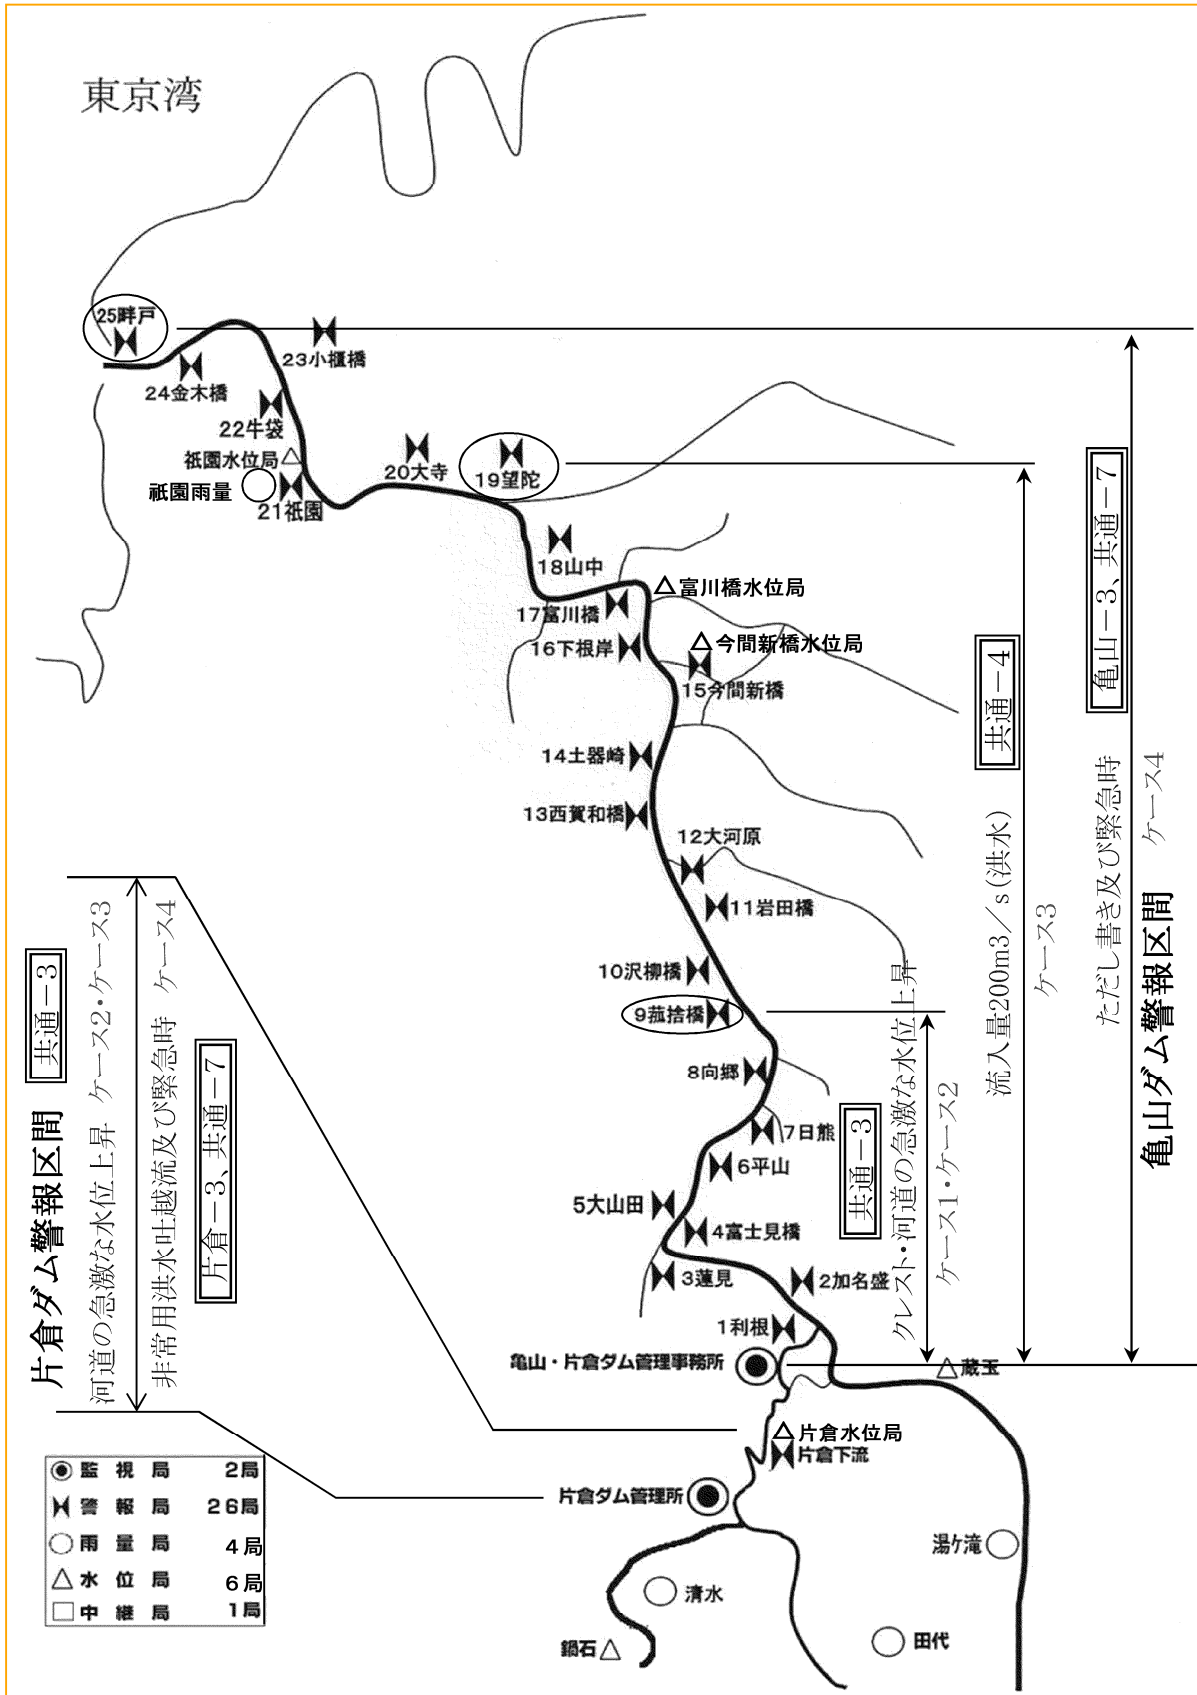 東京湾
25畔戸
23小櫃橋
24金木橋
22牛袋
祇園水位局
祇園雨量
21祇園
20大寺
19望陀
18山中
富川橋水位局
17富川橋
今間新橋水位局
16下根岸
15今間新橋
14土器崎
13西賀和橋
12大河原
11岩田橋
10沢柳橋
9菰捨橋
8向郷
7日熊
6平山
5大山田
4富士見橋
3蓮見
2加名盛
1利根
亀山・片倉ダム管理事務所
蔵玉
片倉水位局
片倉下流
片倉ダム管理所
湯ケ滝
清水
田代
鍋石
片倉ダム警報区間
共通－3
河道の急激な水位上昇 ケース2・ケース3
非常用洪水吐越流及び緊急時 ケース4
片倉－3、共通－7
共通－3
クレスト・河道の急激な水位上昇
ケース1・ケース2
共通－4
流入量200m3／s（洪水）
ケース3
亀山－3、共通－7
ただし書き及び緊急時
ケース4
亀山ダム警報区間
監視局 2局
警報局 26局
雨量局 4局
水位局 6局
中継局 1局